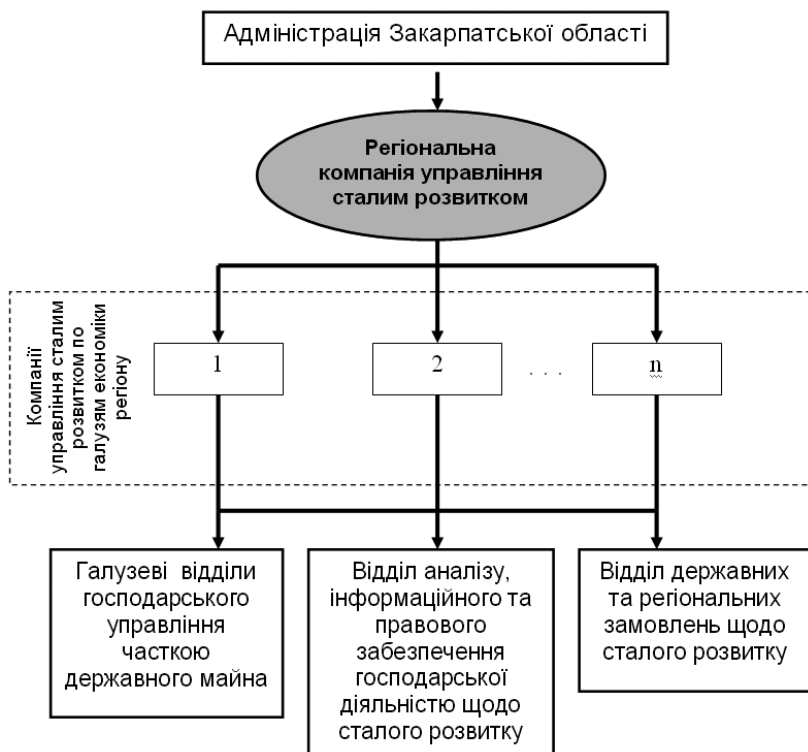 Адміністрація Закарпатської області
Регіональна
компанія управління
сталим розвитком
Компанії
управління сталим
розвитком по
галузям економіки
регіону
1
2
. . .
n
Галузеві відділи
господарського
управління
часткою
державного майна
Відділ аналізу,
інформаційного та
правового
забезпечення
господарської
діяльністю щодо
сталого розвитку
Відділ державних
та регіональних
замовлень щодо
сталого розвитку